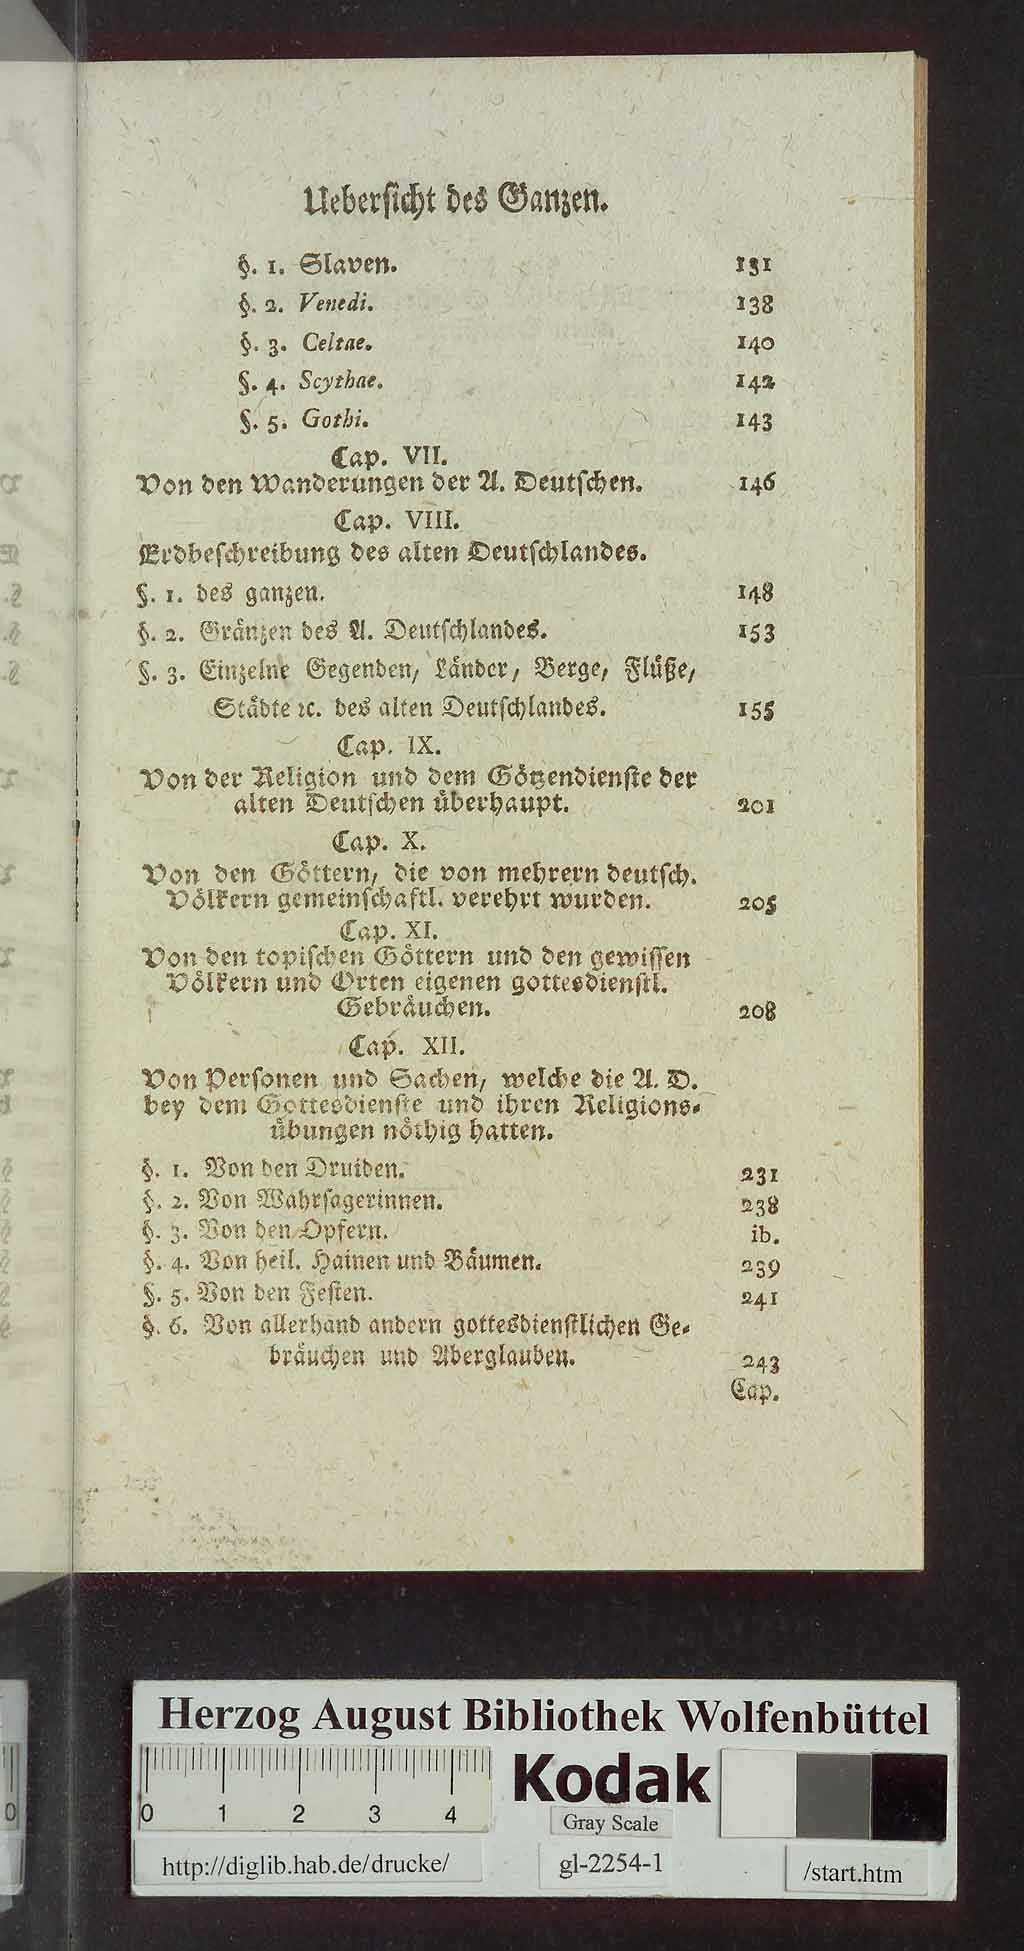 Uebersicht des Ganzen.
§. 1. Slaven. 131
§. 2. Venedi. 138
§. 3. Celtae. 140
§. 4. Scythae. 142
§. 5. Gothi. 143
Cap. VII.
Von den Wanderungen der A. Deutschen. 146
Cap. VIII.
Erdbeschreibung des alten Deutschlandes.
§. 1. des ganzen. 148
§. 2. Gränzen des A. Deutschlandes. 153
§. 3. Einzelne Gegenden, Länder, Berge, Flüße,
Städte ꝛc. des alten Deutschlandes. 155
Cap. IX.
Von der Religion und dem Götzendienste der
alten Deutschen überhaupt. 201
Cap. X.
Von den Göttern, die von mehrern deutsch.
Völkern gemeinschaftl. verehrt wurden. 205
Cap. XI.
Von den topischen Göttern und den gewissen
Völkern und Orten eigenen gottesdienstl.
Gebräuchen. 208
Cap. XII.
Von Personen und Sachen, welche die A. D.
bey dem Gottesdienste und ihren Religions-
übungen nöthig hatten.
§. 1. Von den Druiden. 231
§. 2. Von Wahrsagerinnen. 238
§. 3. Von den Opfern. ib.
§. 4. Von heil. Hainen und Bäumen. 239
§. 5. Von den Festen. 241
§. 6. Von allerhand andern gottesdienstlichen Ge-
bräuchen und Aberglauben. 243
Cap.
Herzog August Bibliothek Wolfenbüttel
0 1 2 3 4
Kodak
Gray Scale
http://diglib.hab.de/drucke/
gl-2254-1
/start.htm